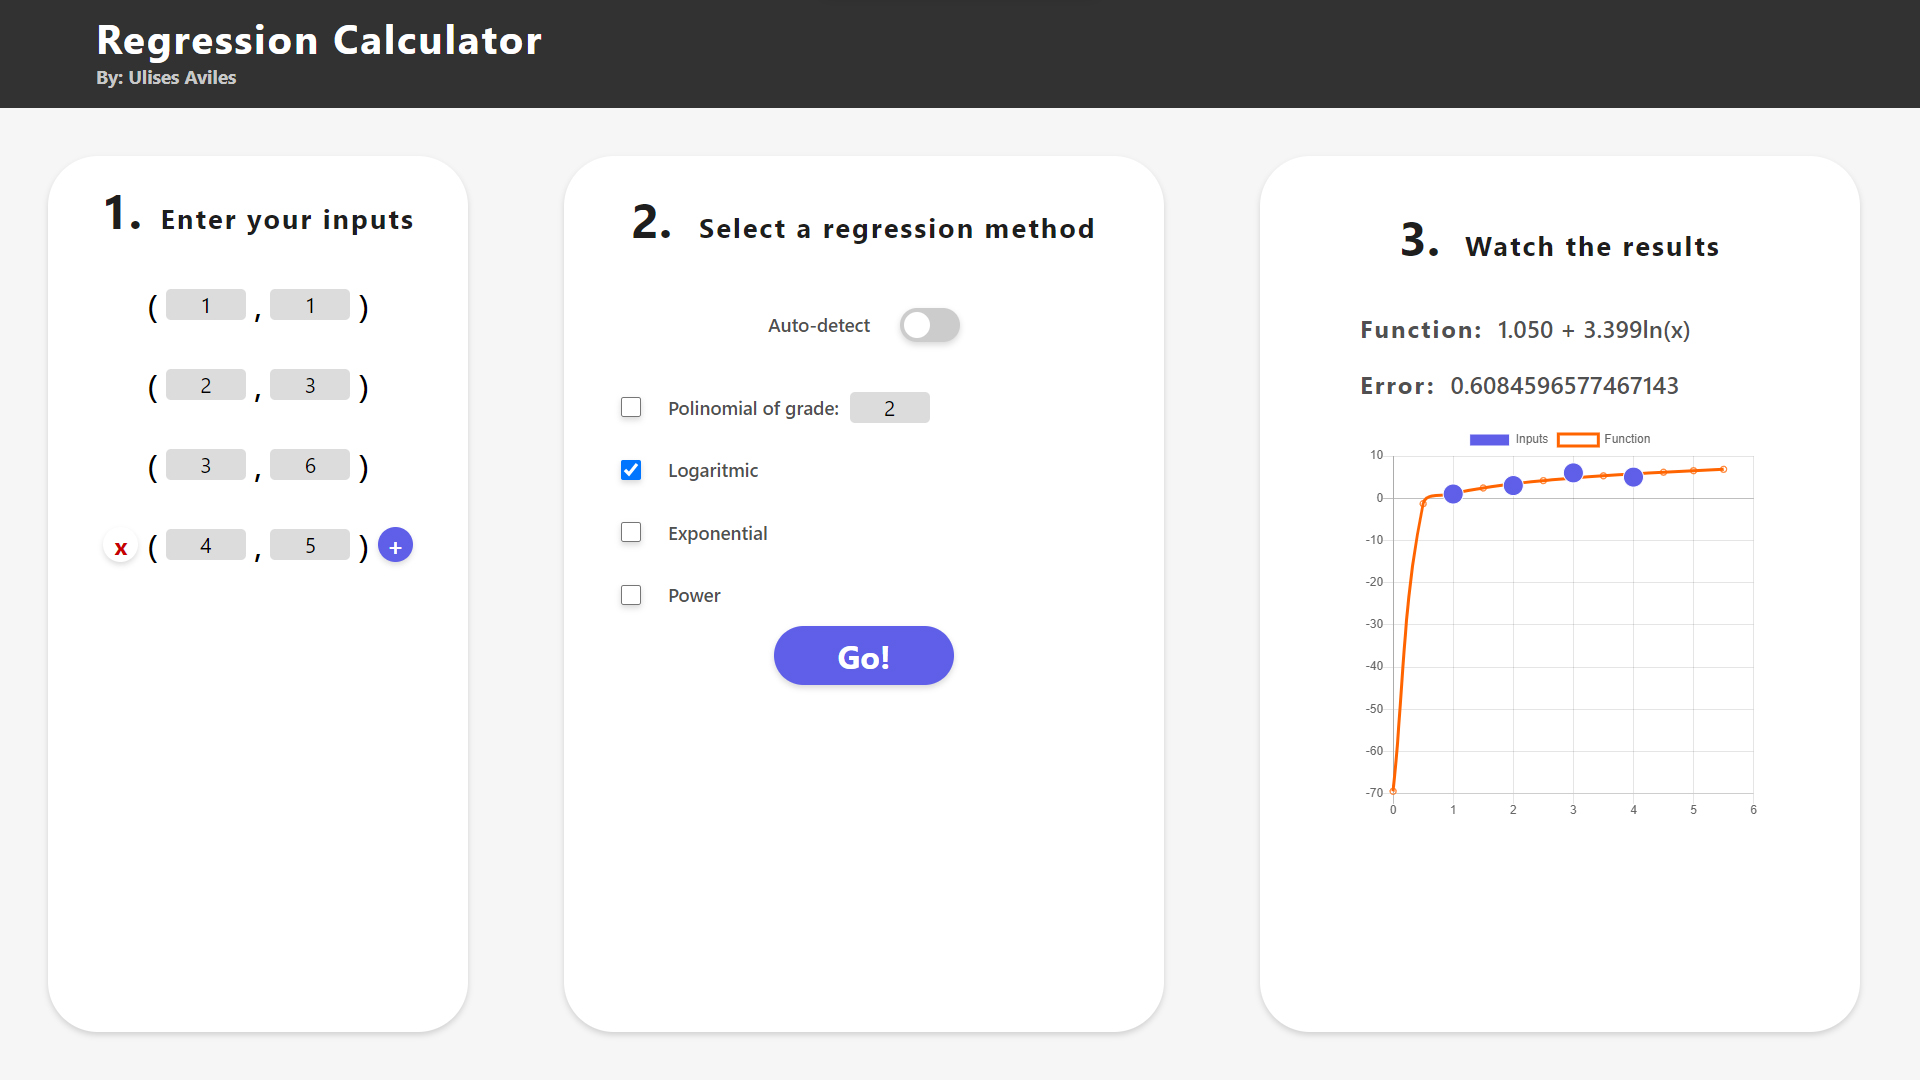 Regression Calculator
By: Ulises Aviles
1. Enter your inputs
( 1 , 1 )
( 2 , 3 )
( 3 , 6 )
x ( 4 , 5 ) +
2. Select a regression method
Auto-detect
Polinomial of grade: 2
Logaritmic
Exponential
Power
Go!
3. Watch the results
Function: 1.050 + 3.399ln(x)
Error: 0.6084596577467143
Inputs Function
10
0
-10
-20
-30
-40
-50
-60
-70
0 1 2 3 4 5 6